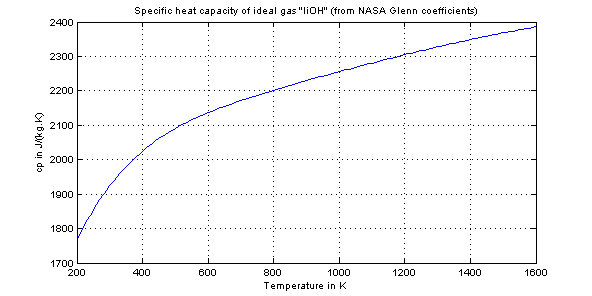 Specific heat capacity of ideal gas "liOH" (from NASA Glenn coefficients)
2400
2300
2200
2100
2000
1900
1800
1700
cp in J/(kg.K)
200 400 600 800 1000 1200 1400 1600
Temperature in K